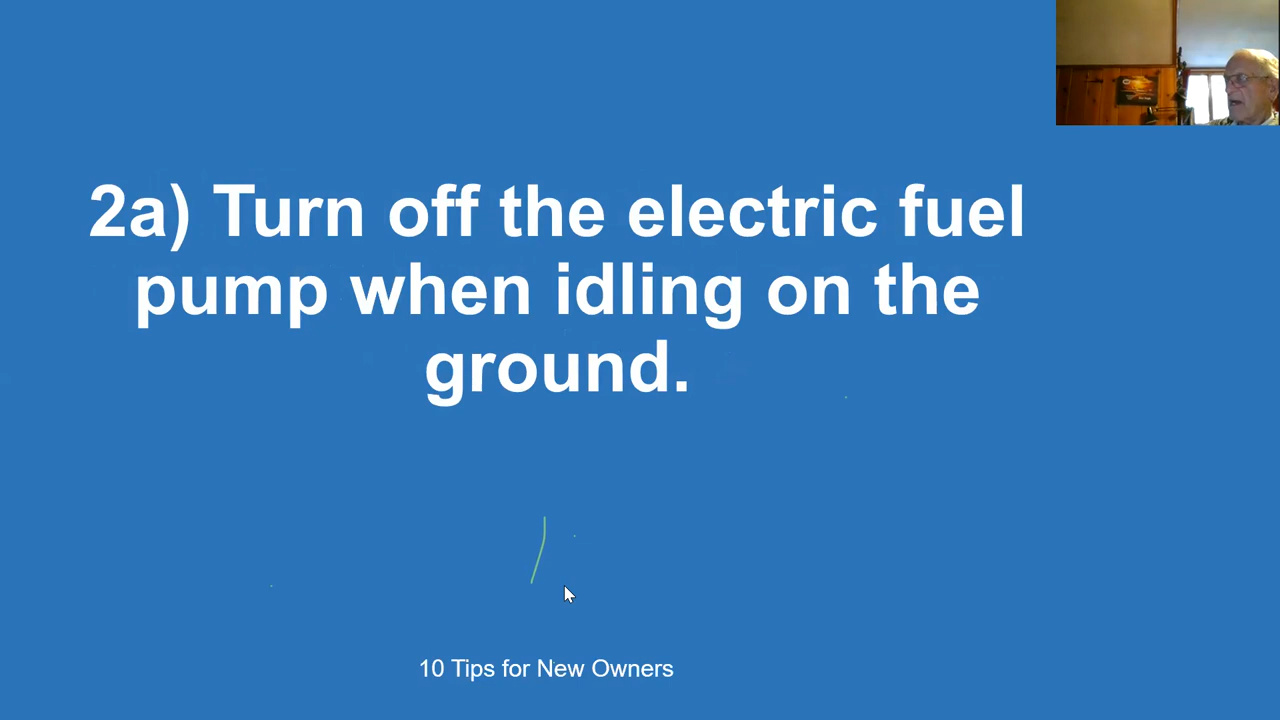 2a) Turn off the electric fuel
pump when idling on the
ground.
10 Tips for New Owners